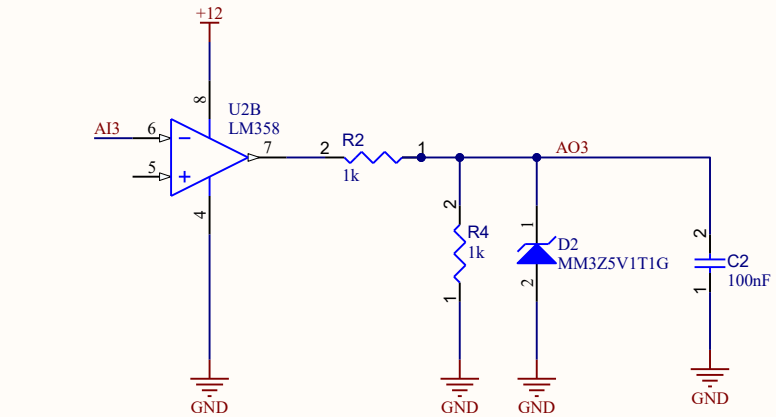 +12
8
U2B
LM358
AI3
6
5
7
4
2
R2
1
1k
AO3
2
R4
1k
1
1
D2
MM3Z5V1T1G
2
2
C2
100nF
1
GND
GND
GND
GND